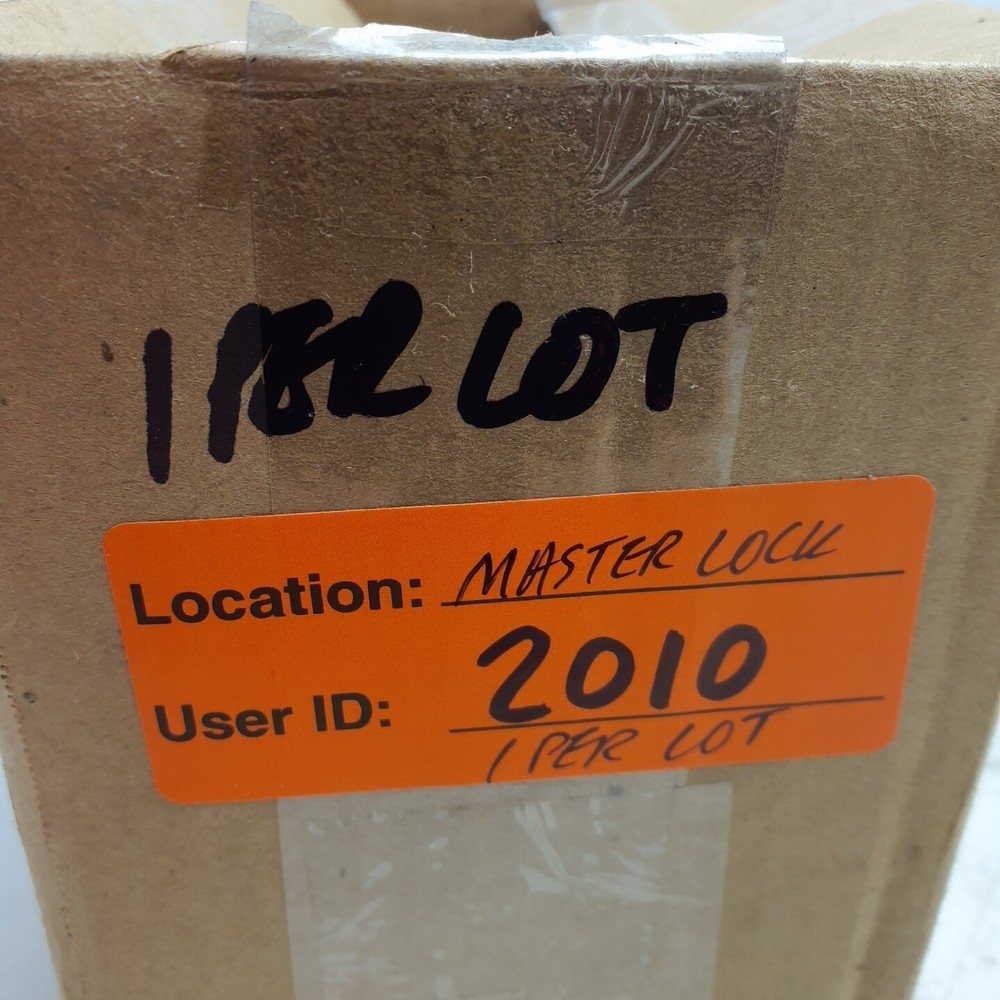 1 PER LOT
Location: MASTER LOCK
User ID: 2010
1 PER LOT